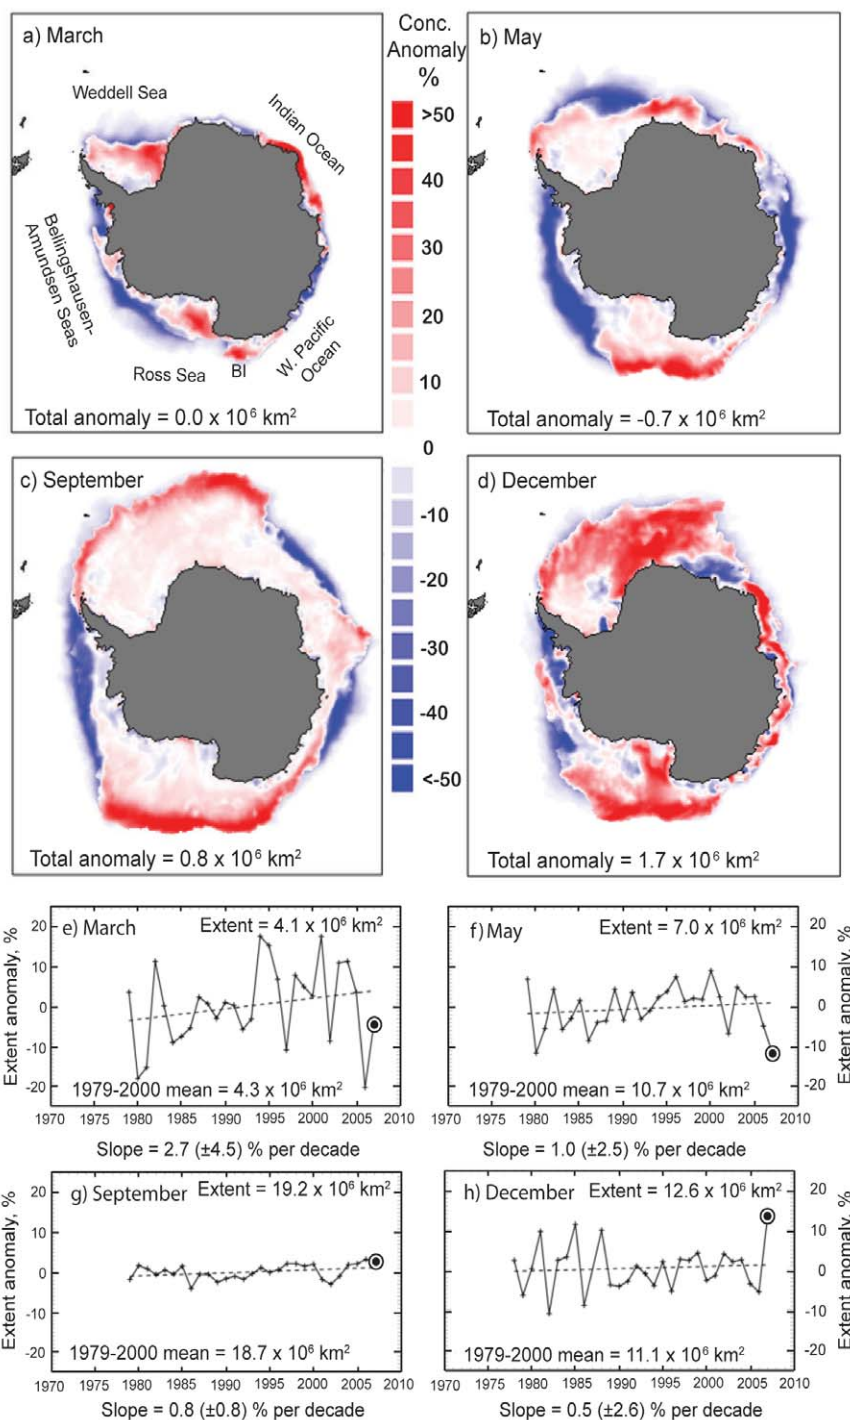 a) March
Weddell Sea
Indian Ocean
Bellingshausen-
Amundsen Seas
Ross Sea
BI
W. Pacific
Ocean
Total anomaly = 0.0 x 10⁶ km²
Conc.
Anomaly
%
>50
40
30
20
10
0
-10
-20
-30
-40
<-50
b) May
Total anomaly = -0.7 x 10⁶ km²
c) September
Total anomaly = 0.8 x 10⁶ km²
d) December
Total anomaly = 1.7 x 10⁶ km²
e) March
Extent = 4.1 x 10⁶ km²
Extent anomaly, %
20
10
0
-10
-20
1979-2000 mean = 4.3 x 10⁶ km²
1970 1975 1980 1985 1990 1995 2000 2005 2010
Slope = 2.7 (±4.5) % per decade
f) May
Extent = 7.0 x 10⁶ km²
20
10
0
-10
-20
Extent anomaly, %
1979-2000 mean = 10.7 x 10⁶ km²
1970 1975 1980 1985 1990 1995 2000 2005 2010
Slope = 1.0 (±2.5) % per decade
g) September
Extent = 19.2 x 10⁶ km²
Extent anomaly, %
20
10
0
-10
-20
1979-2000 mean = 18.7 x 10⁶ km²
1970 1975 1980 1985 1990 1995 2000 2005 2010
Slope = 0.8 (±0.8) % per decade
h) December
Extent = 12.6 x 10⁶ km²
20
10
0
-10
-20
Extent anomaly, %
1979-2000 mean = 11.1 x 10⁶ km²
1970 1975 1980 1985 1990 1995 2000 2005 2010
Slope = 0.5 (±2.6) % per decade